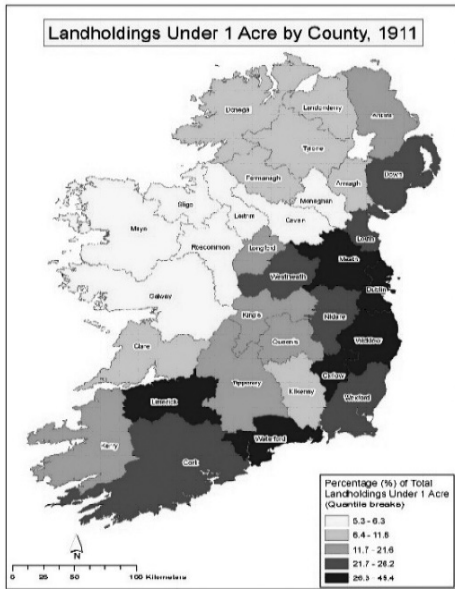 Landholdings Under 1 Acre by County, 1911
Donegal
Londonderry
Antrim
Tyrone
Fermanagh
Armagh
Down
Monaghan
Sligo
Leitrim
Cavan
Mayo
Roscommon
Longford
Louth
Meath
Westmeath
Dublin
Galway
King's
Kildare
Queen's
Wicklow
Clare
Carlow
Tipperary
Kilkenny
Wexford
Limerick
Waterford
Kerry
Cork
Percentage (%) of Total
Landholdings Under 1 Acre
(Quantile breaks)
5.3 - 6.3
6.4 - 11.6
11.7 - 21.6
21.7 - 26.2
26.3 - 45.4
N
0 25 50 100 Kilometers